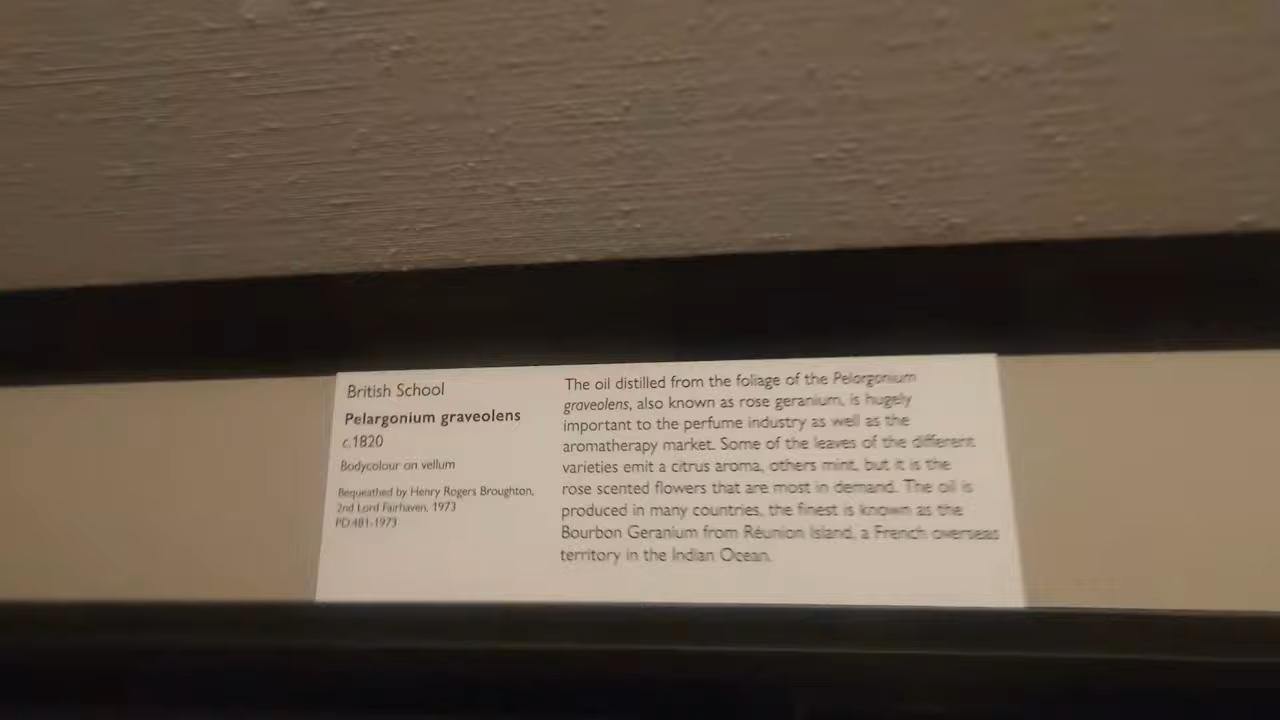 British School
Pelargonium graveolens
c.1820
Bodycolour on vellum
Bequeathed by Henry Rogers Broughton,
2nd Lord Fairhaven, 1973
PD.481-1973
The oil distilled from the foliage of the Pelargonium
graveolens, also known as rose geranium, is hugely
important to the perfume industry as well as the
aromatherapy market. Some of the leaves of the different
varieties emit a citrus aroma, others mint, but it is the
rose scented flowers that are most in demand. The oil is
produced in many countries, the finest is known as the
Bourbon Geranium from Réunion Island, a French overseas
territory in the Indian Ocean.